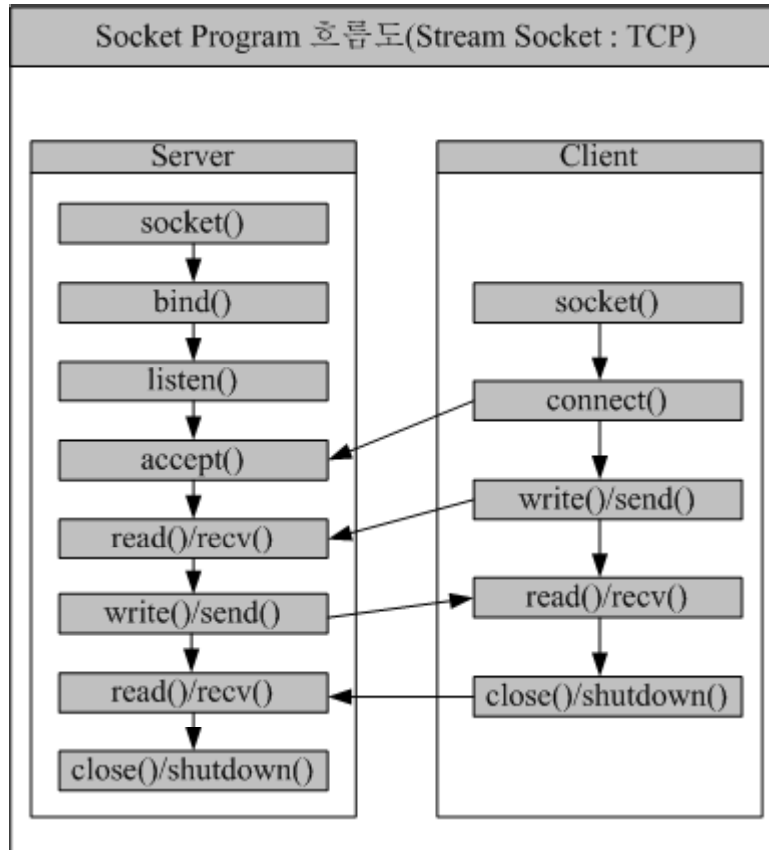 Socket Program 흐름도(Stream Socket : TCP)
Server
socket()
bind()
listen()
accept()
read()/recv()
write()/send()
read()/recv()
close()/shutdown()
Client
socket()
connect()
write()/send()
read()/recv()
close()/shutdown()